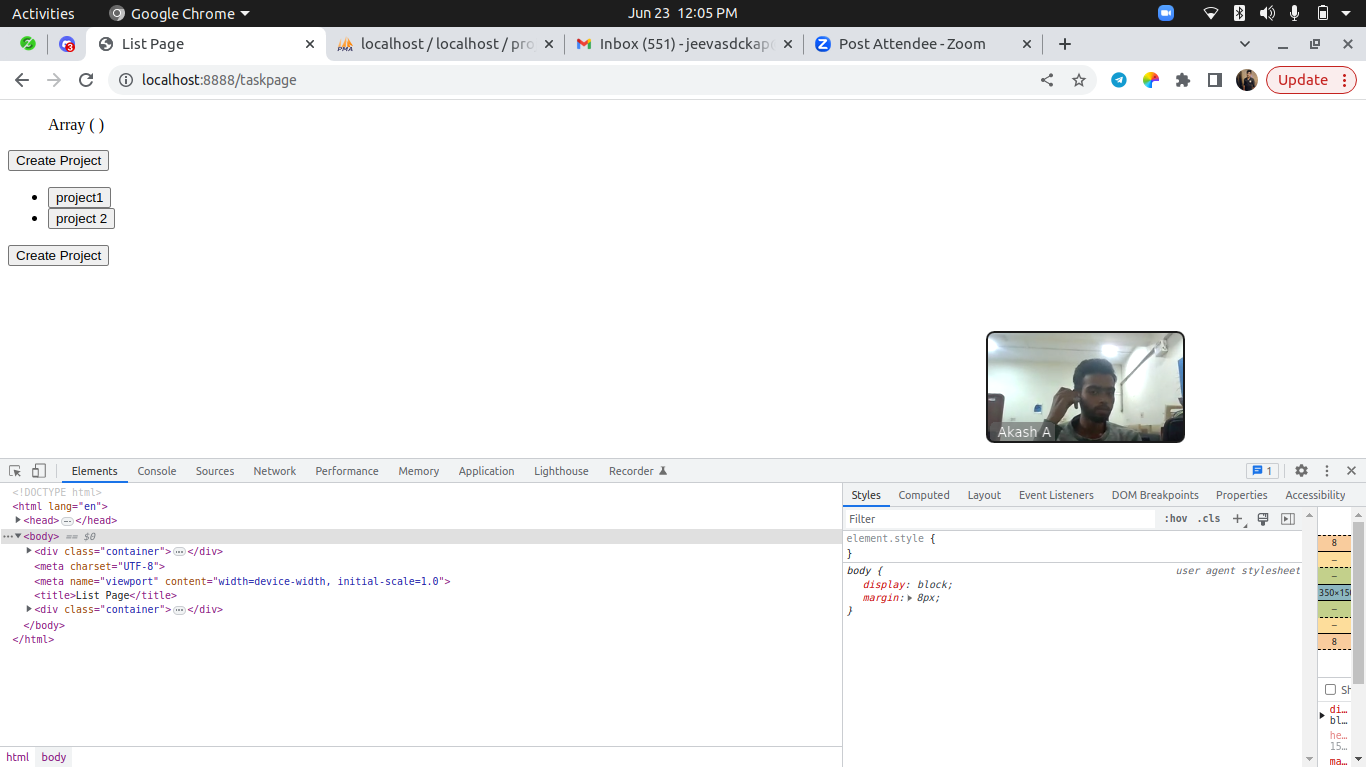 Activities Google Chrome Jun 23 12:05 PM
3 List Page localhost / localhost / pro Inbox (551) - jeevasdckap Post Attendee - Zoom
localhost:8888/taskpage Update
Array ( )
Create Project
project1
project 2
Create Project
Akash A
Elements Console Sources Network Performance Memory Application Lighthouse Recorder 1
<!DOCTYPE html>
<html lang="en">
<head> … </head>
<body> == $0
<div class="container"> … </div>
<meta charset="UTF-8">
<meta name="viewport" content="width=device-width, initial-scale=1.0">
<title>List Page</title>
<div class="container"> … </div>
</body>
</html>
html body
Styles Computed Layout Event Listeners DOM Breakpoints Properties Accessibility
Filter :hov .cls
element.style {
}
body { user agent stylesheet
display: block;
margin: 8px;
}
8
–
–
350×150
–
–
8
Sh
di…
bl…
he…
15…
ma…